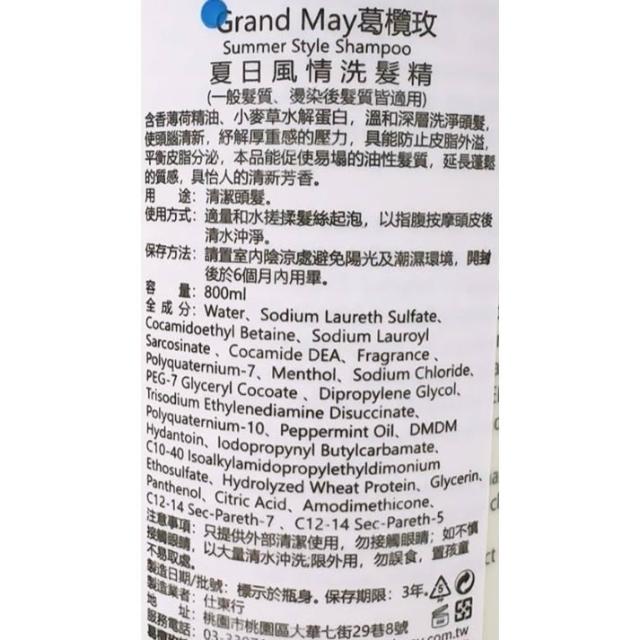 Grand May葛欖玫
Summer Style Shampoo
夏日風情洗髮精
(一般髮質、燙染後髮質皆適用)
含香薄荷精油、小麥草水解蛋白，溫和深層洗淨頭髮，
使頭腦清新，紓解厚重感的壓力，具能防止皮脂外溢，
平衡皮脂分泌，本品能促使易塌的油性髮質，延長蓬鬆
的質感，具怡人的清新芳香。
用　途：清潔頭髮。
使用方式：適量和水搓揉髮絲起泡，以指腹按摩頭皮後
清水沖淨。
保存方法：請置室內陰涼處避免陽光及潮濕環境，開封
後於6個月內用畢。
容　量：800ml
全成分：Water、Sodium Laureth Sulfate、
Cocamidoethyl Betaine、Sodium Lauroyl
Sarcosinate、Cocamide DEA、Fragrance、
Polyquaternium-7、Menthol、Sodium Chloride、
PEG-7 Glyceryl Cocoate、Dipropylene Glycol、
Trisodium Ethylenediamine Disuccinate、
Polyquaternium-10、Peppermint Oil、DMDM
Hydantoin、Iodopropynyl Butylcarbamate、
C10-40 Isoalkylamidopropylethyldimonium
Ethosulfate、Hydrolyzed Wheat Protein、Glycerin、
Panthenol、Citric Acid、Amodimethicone、
C12-14 Sec-Pareth-7、C12-14 Sec-Pareth-5
注意事項：只提供外部清潔使用，勿接觸眼睛；如不慎
接觸眼睛，以大量清水沖洗;限外用，勿誤食，置孩童
不易取處。
製造日期/批號：標示於瓶身。保存期限：3年。
製造業者：仕東行
地　址：桃園市桃園區大華七街29巷8號
服務電話：03-